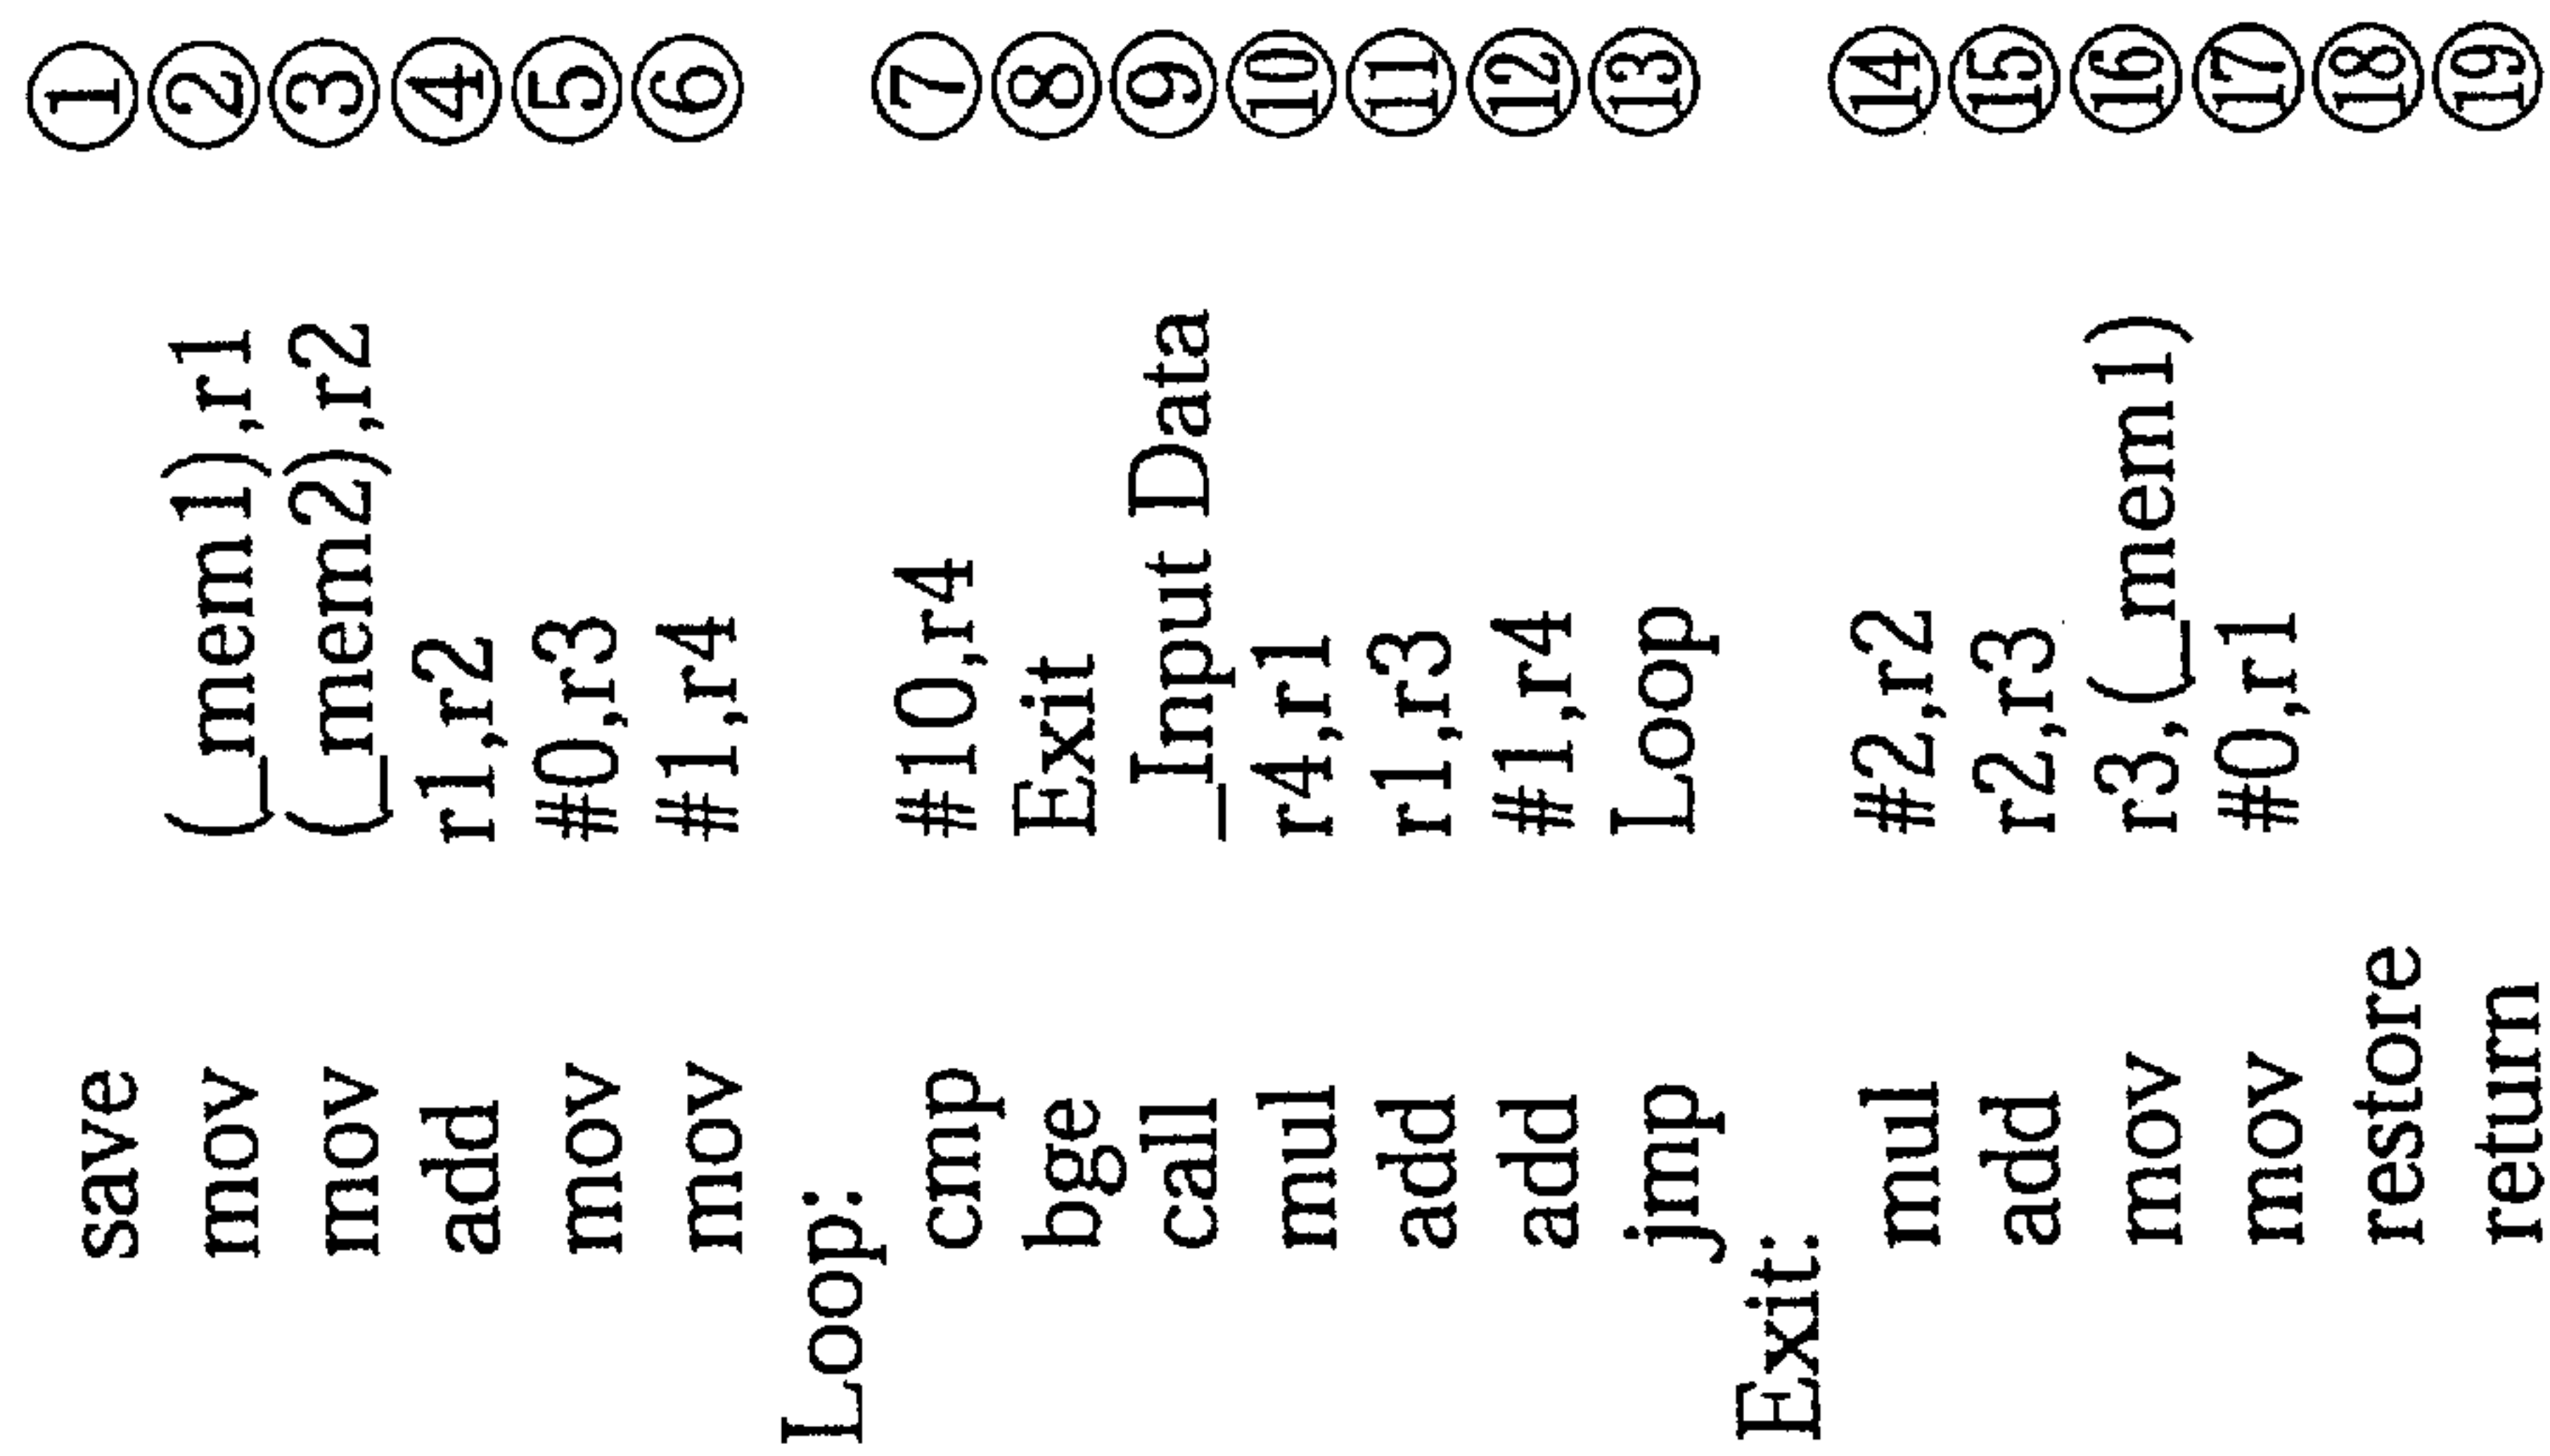 save ①
mov (_mem1),r1 ②
mov (_mem2),r2 ③
add r1,r2 ④
mov #0,r3 ⑤
mov #1,r4 ⑥
Loop:
cmp #10,r4 ⑦
bge Exit ⑧
call _Input Data ⑨
mul r4,r1 ⑩
add r1,r3 ⑪
add #1,r4 ⑫
jmp Loop ⑬
Exit:
mul #2,r2 ⑭
add r2,r3 ⑮
mov r3,(_mem1) ⑯
mov #0,r1 ⑰
restore ⑱
return ⑲